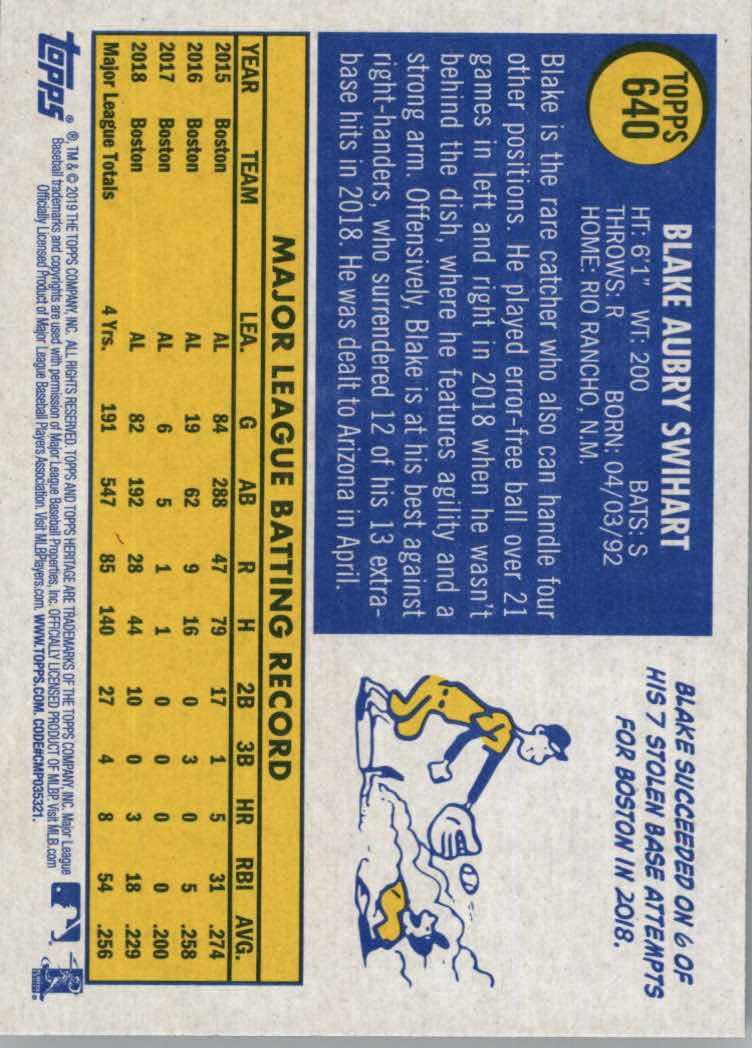 TOPPS
640
BLAKE AUBRY SWIHART
HT: 6'1" WT: 200 BATS: S
THROWS: R BORN: 04/03/92
HOME: RIO RANCHO, N.M.
Blake is the rare catcher who also can handle four
other positions. He played error-free ball over 21
games in left and right in 2018 when he wasn't
behind the dish, where he features agility and a
strong arm. Offensively, Blake is at his best against
right-handers, who surrendered 12 of his 13 extra-
base hits in 2018. He was dealt to Arizona in April.
BLAKE SUCCEEDED ON 6 OF
HIS 7 STOLEN BASE ATTEMPTS
FOR BOSTON IN 2018.
MAJOR LEAGUE BATTING RECORD
YEAR TEAM LEA. G AB R H 2B 3B HR RBI AVG.
2015 Boston AL 84 288 47 79 17 1 5 31 .274
2016 Boston AL 19 62 9 16 0 3 0 5 .258
2017 Boston AL 6 5 1 1 0 0 0 0 .200
2018 Boston AL 82 192 28 44 10 0 3 18 .229
Major League Totals 4 Yrs. 191 547 85 140 27 4 8 54 .256
Topps
®, TM & © 2019 THE TOPPS COMPANY, INC. ALL RIGHTS RESERVED. TOPPS AND TOPPS HERITAGE ARE TRADEMARKS OF THE TOPPS COMPANY, INC. Major League
Baseball trademarks and copyrights are used with permission of Major League Baseball Properties, Inc. OFFICIALLY LICENSED PRODUCT OF MLBP. Visit MLB.com
Officially Licensed Product of Major League Baseball Players Association. Visit MLBPlayers.com. WWW.TOPPS.COM. CODE#CMP035321.